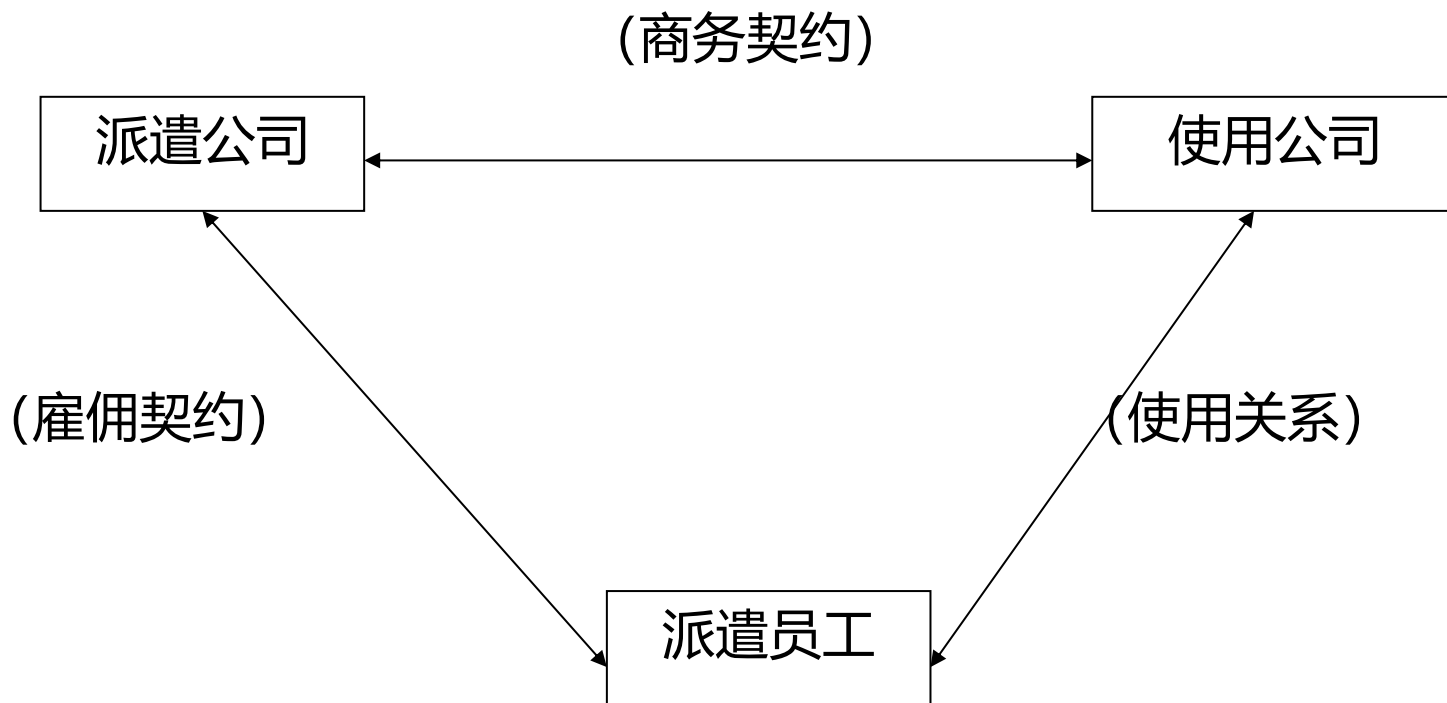 (商务契约)
派遣公司
使用公司
(雇佣契约)
(使用关系)
派遣员工